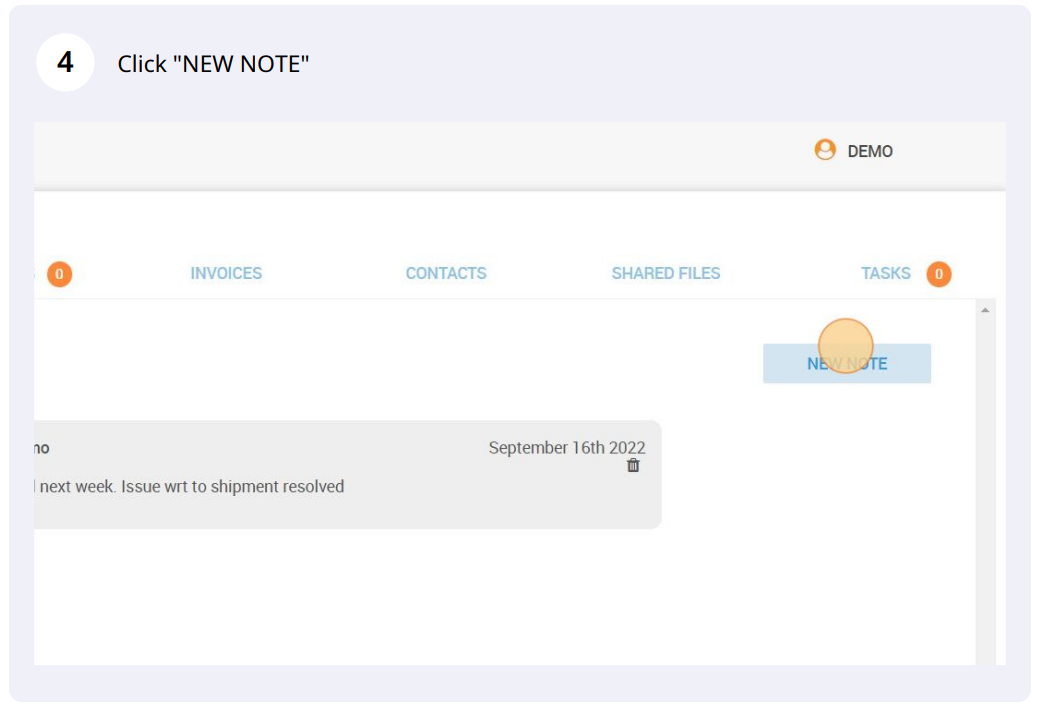 4 Click "NEW NOTE"
DEMO
0 INVOICES CONTACTS SHARED FILES TASKS 0
NEW NOTE
September 16th 2022
next week. Issue wrt to shipment resolved